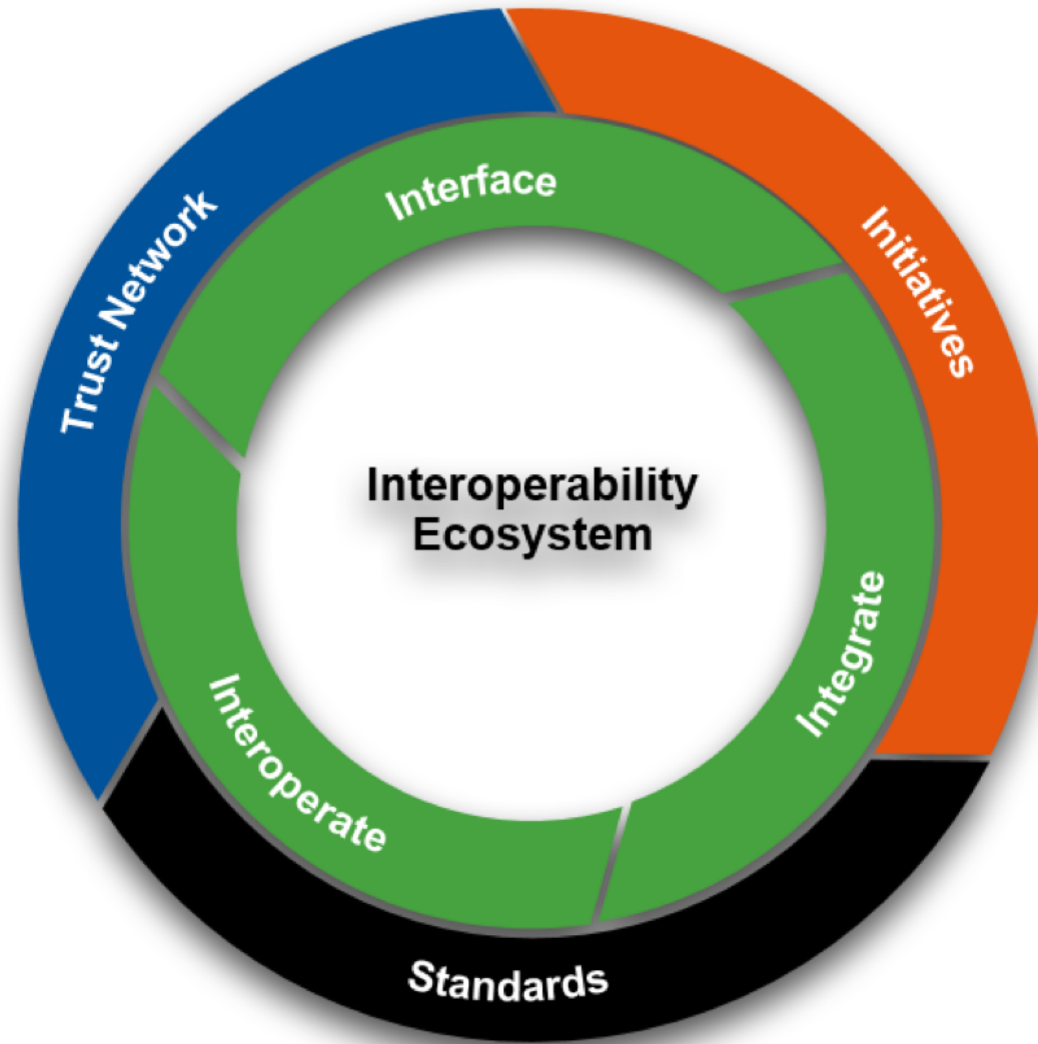 Interface
Initiatives
Trust Network
Interoperability
Ecosystem
Integrate
Interoperate
Standards